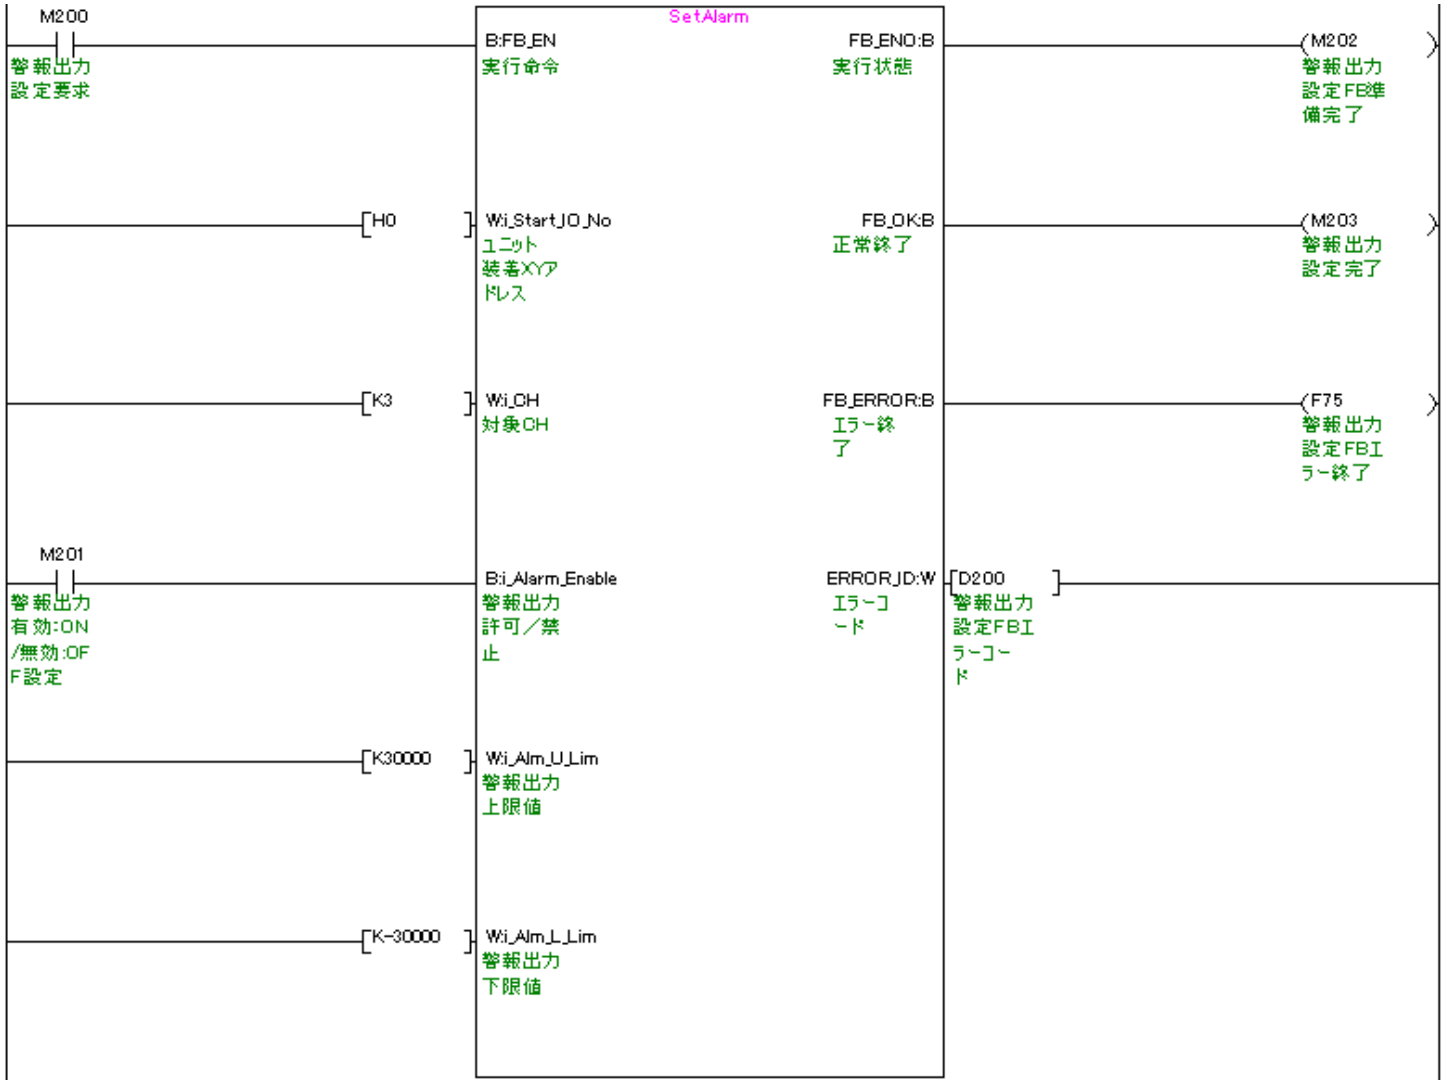 M200
警報出力
設定要求
SetAlarm
B:FB_EN
実行命令
FB_ENO:B
実行状態
M202
警報出力
設定FB準
備完了
H0
W:i_Start_IO_No
ユニット
装着XYア
ドレス
FB_OK:B
正常終了
M203
警報出力
設定完了
K3
W:i_CH
対象CH
FB_ERROR:B
エラー終
了
F75
警報出力
設定FBエ
ラー終了
M201
警報出力
有効:ON
/無効:OF
F設定
B:i_Alarm_Enable
警報出力
許可/禁
止
ERROR_ID:W
エラーコ
ード
D200
警報出力
設定FBエ
ラーコー
ド
K30000
W:i_Alm_U_Lim
警報出力
上限値
K-30000
W:i_Alm_L_Lim
警報出力
下限値